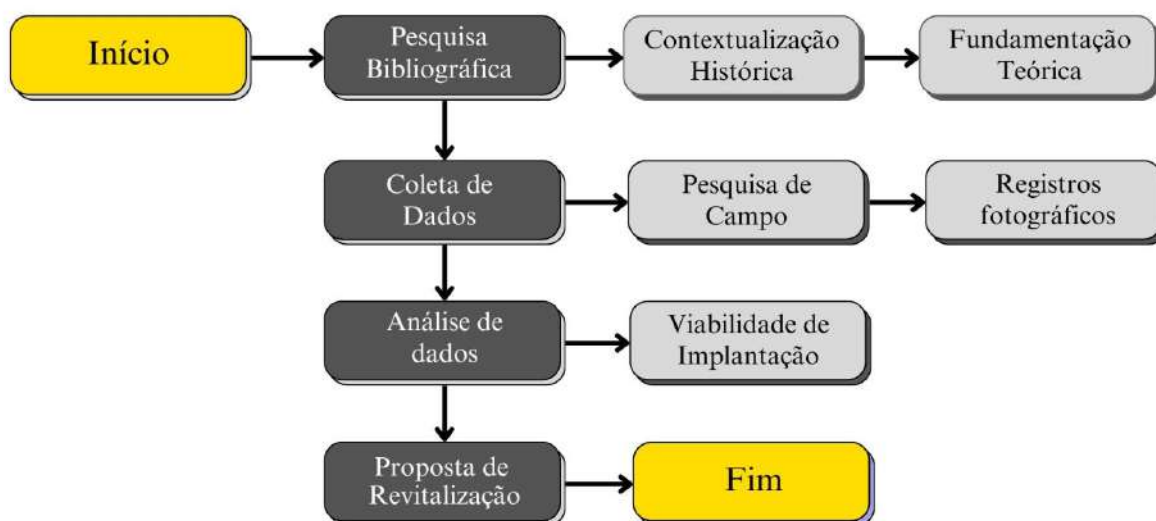 Início
Pesquisa
Bibliográfica
Contextualização
Histórica
Fundamentação
Teórica
Coleta de
Dados
Pesquisa de
Campo
Registros
fotográficos
Análise de
dados
Viabilidade de
Implantação
Proposta de
Revitalização
Fim